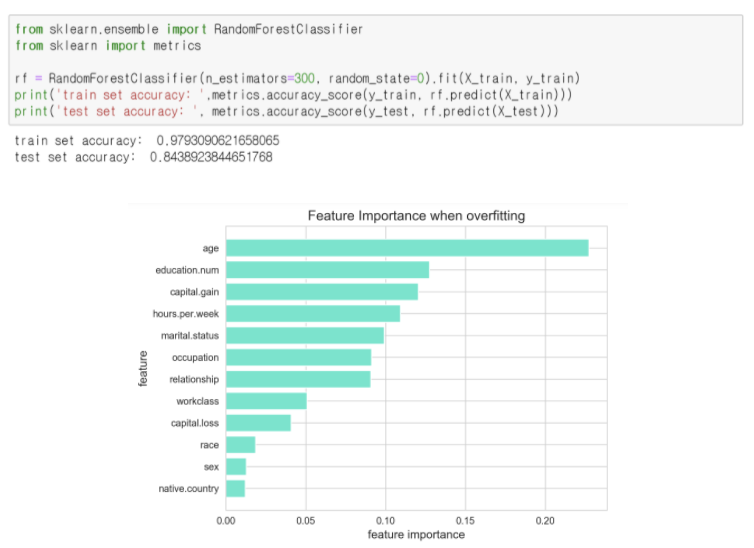 from sklearn.ensemble import RandomForestClassifier
from sklearn import metrics
rf = RandomForestClassifier(n_estimators=300, random_state=0).fit(X_train, y_train)
print('train set accuracy: ',metrics.accuracy_score(y_train, rf.predict(X_train)))
print('test set accuracy: ', metrics.accuracy_score(y_test, rf.predict(X_test)))
train set accuracy:  0.9793090621658065
test set accuracy:  0.8438923844651768
Feature Importance when overfitting
age
education.num
capital.gain
hours.per.week
marital.status
occupation
relationship
workclass
capital.loss
race
sex
native.country
feature
0.00 0.05 0.10 0.15 0.20
feature importance